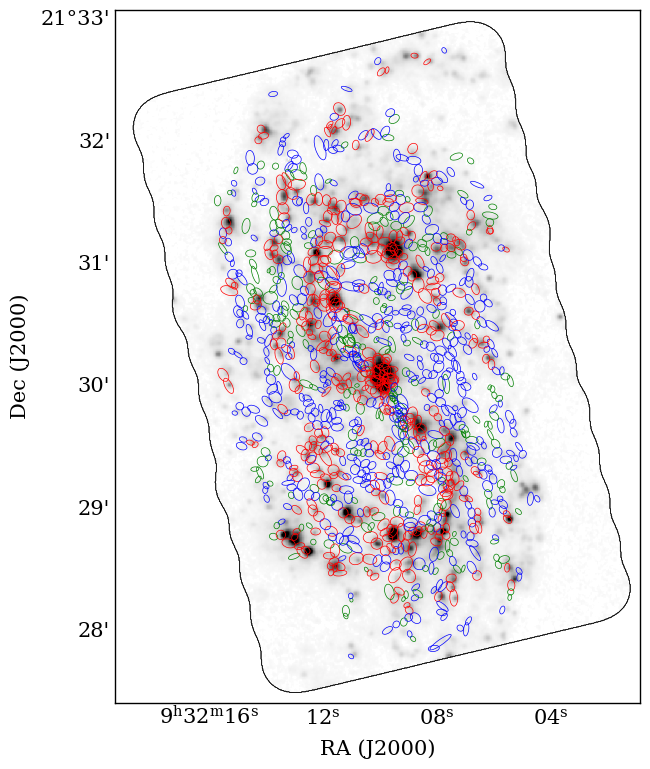 21°33'
32'
31'
30'
29'
28'
Dec (J2000)
9ʰ32ᵐ16ˢ 12ˢ 08ˢ 04ˢ
RA (J2000)